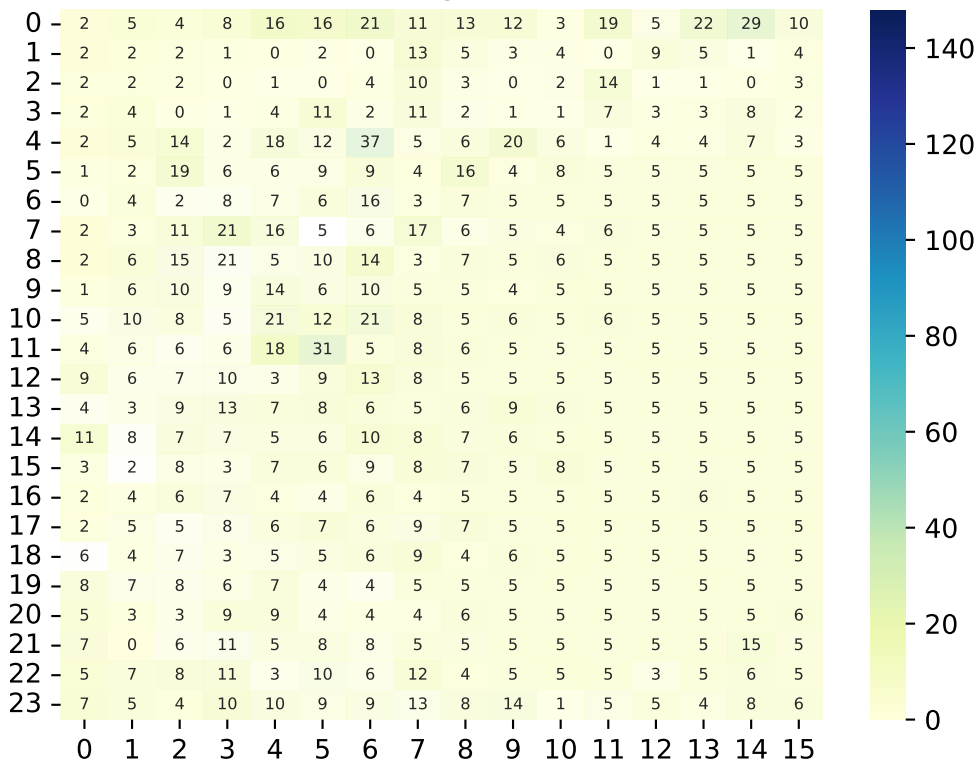 0 2 5 4 8 16 16 21 11 13 12 3 19 5 22 29 10
1 2 2 2 1 0 2 0 13 5 3 4 0 9 5 1 4
2 2 2 2 0 1 0 4 10 3 0 2 14 1 1 0 3
3 2 4 0 1 4 11 2 11 2 1 1 7 3 3 8 2
4 2 5 14 2 18 12 37 5 6 20 6 1 4 4 7 3
5 1 2 19 6 6 9 9 4 16 4 8 5 5 5 5 5
6 0 4 2 8 7 6 16 3 7 5 5 5 5 5 5 5
7 2 3 11 21 16 5 6 17 6 5 4 6 5 5 5 5
8 2 6 15 21 5 10 14 3 7 5 6 5 5 5 5 5
9 1 6 10 9 14 6 10 5 5 4 5 5 5 5 5 5
10 5 10 8 5 21 12 21 8 5 6 5 6 5 5 5 5
11 4 6 6 6 18 31 5 8 6 5 5 5 5 5 5 5
12 9 6 7 10 3 9 13 8 5 5 5 5 5 5 5 5
13 4 3 9 13 7 8 6 5 6 9 6 5 5 5 5 5
14 11 8 7 7 5 6 10 8 7 6 5 5 5 5 5 5
15 3 2 8 3 7 6 9 8 7 5 8 5 5 5 5 5
16 2 4 6 7 4 4 6 4 5 5 5 5 5 6 5 5
17 2 5 5 8 6 7 6 9 7 5 5 5 5 5 5 5
18 6 4 7 3 5 5 6 9 4 6 5 5 5 5 5 5
19 8 7 8 6 7 4 4 5 5 5 5 5 5 5 5 5
20 5 3 3 9 9 4 4 4 6 5 5 5 5 5 5 6
21 7 0 6 11 5 8 8 5 5 5 5 5 5 5 15 5
22 5 7 8 11 3 10 6 12 4 5 5 5 3 5 6 5
23 7 5 4 10 10 9 9 13 8 14 1 5 5 4 8 6
0 1 2 3 4 5 6 7 8 9 10 11 12 13 14 15
140
120
100
80
60
40
20
0